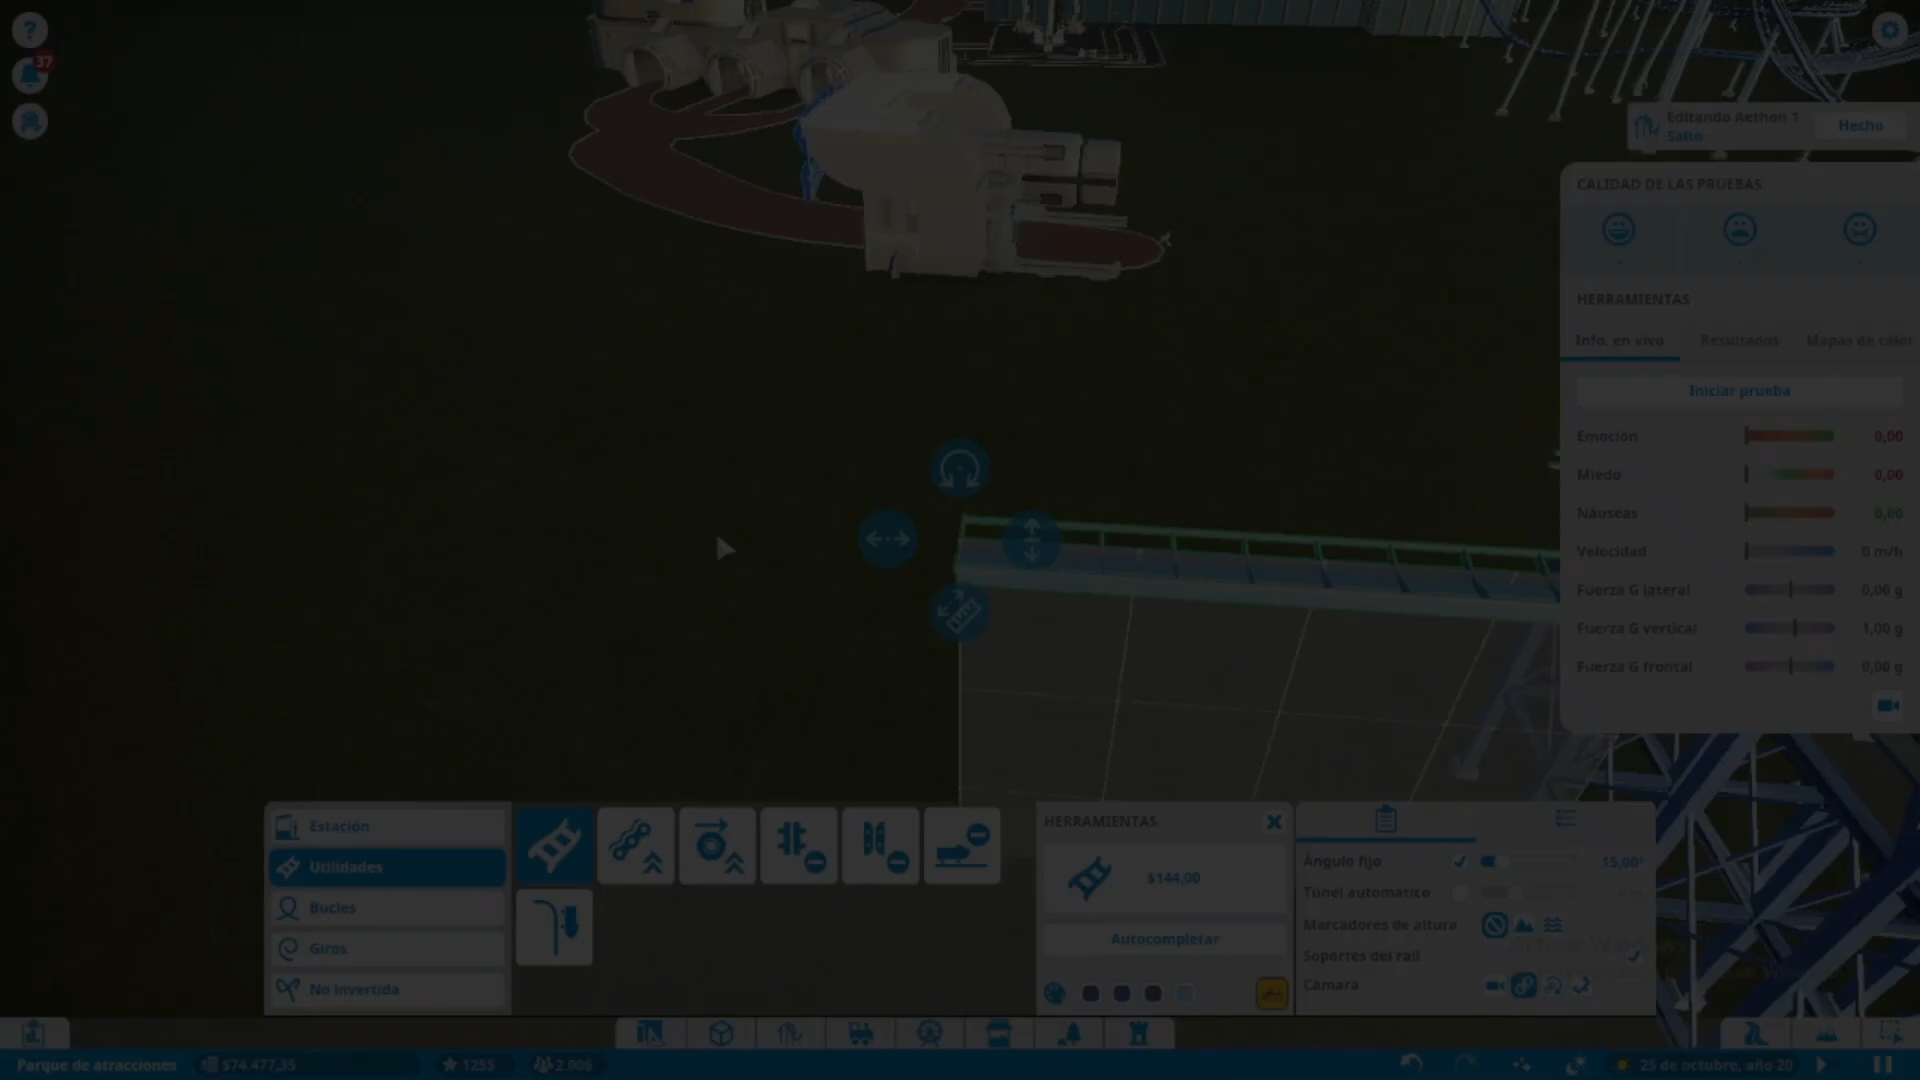 37
Editando Aethon 1
Salto
Hecho
CALIDAD DE LAS PRUEBAS
HERRAMIENTAS
Info. en vivo
Resultados
Mapas de calor
Iniciar prueba
Emoción
0,00
Miedo
0,00
Náuseas
0,00
Velocidad
0 m/h
Fuerza G lateral
0,00 g
Fuerza G vertical
1,00 g
Fuerza G frontal
0,00 g
Estación
Utilidades
Bucles
Giros
No invertida
HERRAMIENTAS
$144,00
Autocompletar
Ángulo fijo
15,00°
Túnel automático
Marcadores de altura
Soportes del raíl
Cámara
Activar Windows
Parque de atracciones
$74.477,35
1255
2.006
25 de octubre, año 20